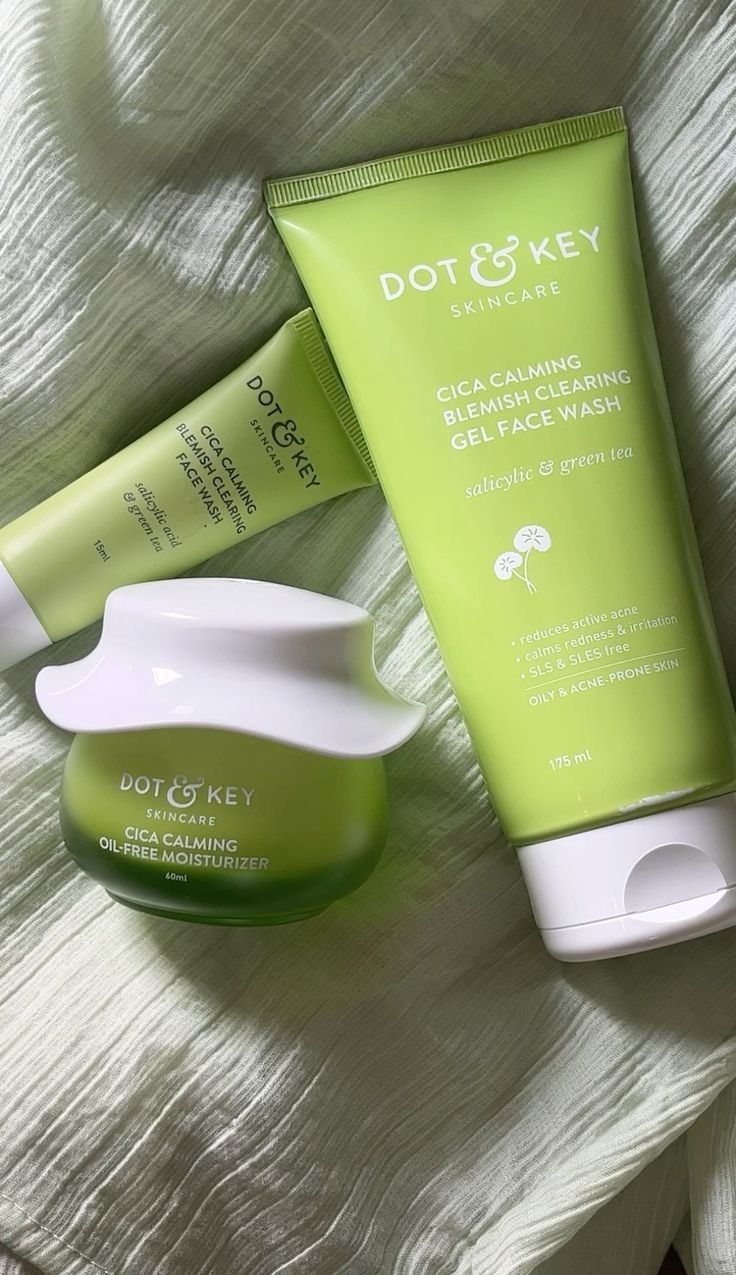 DOT & KEY
SKINCARE
CICA CALMING
BLEMISH CLEARING
GEL FACE WASH
salicylic & green tea
• reduces active acne
• calms redness & irritation
• SLS & SLES free
OILY & ACNE-PRONE SKIN
175 ml
DOT & KEY
SKINCARE
CICA CALMING
BLEMISH CLEARING
FACE WASH
salicylic acid
& green tea
15ml
DOT & KEY
SKINCARE
CICA CALMING
OIL-FREE MOISTURIZER
60ml